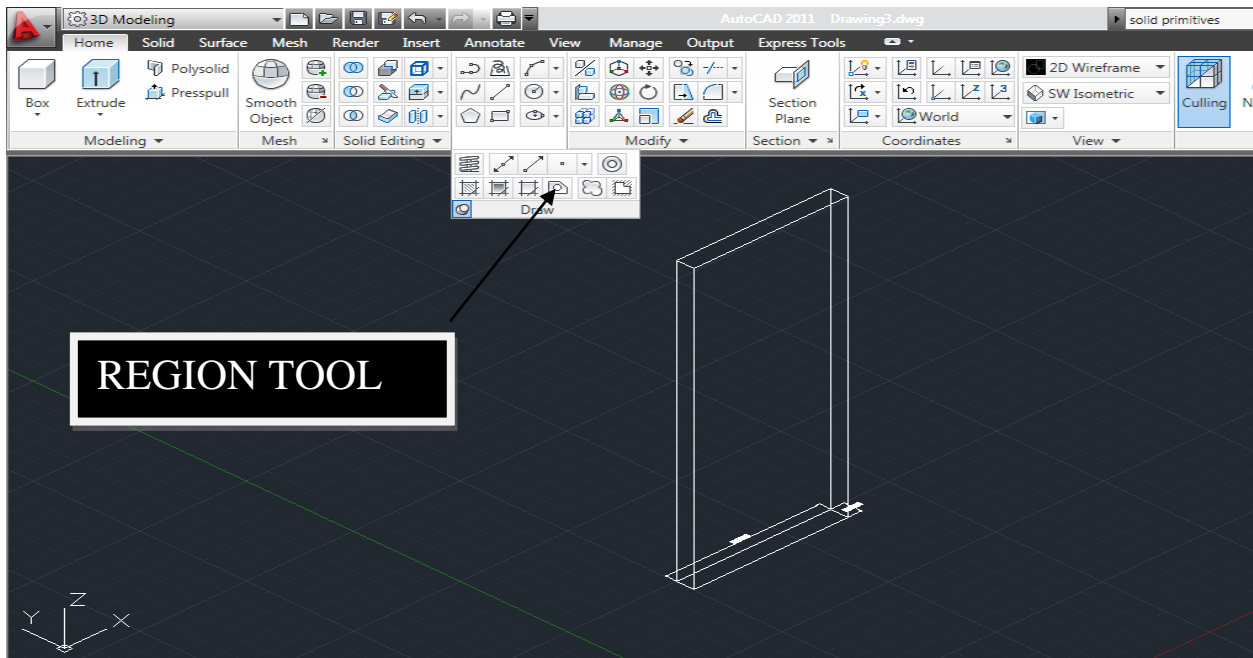 3D Modeling
AutoCAD 2011 Drawing3.dwg
solid primitives
Home Solid Surface Mesh Render Insert Annotate View Manage Output Express Tools
Box
Extrude
Polysolid
Presspull
Smooth
Object
Section
Plane
2D Wireframe
SW Isometric
World
Culling
N
Modeling Mesh Solid Editing Modify Section Coordinates View
Draw
REGION TOOL
Z
Y
X